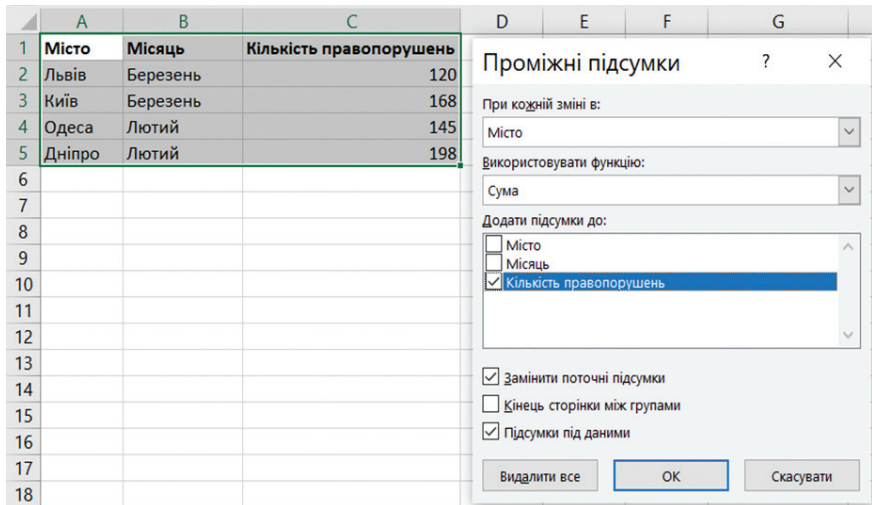 A B C D E F G
1 Місто Місяць Кількість правопорушень
2 Львів Березень 120
3 Київ Березень 168
4 Одеса Лютий 145
5 Дніпро Лютий 198
6
7
8
9
10
11
12
13
14
15
16
17
18
Проміжні підсумки ? ×
При кожній зміні в:
Місто
Використовувати функцію:
Сума
Додати підсумки до:
Місто
Місяць
Кількість правопорушень
Замінити поточні підсумки
Кінець сторінки між групами
Підсумки під даними
Видалити все ОК Скасувати